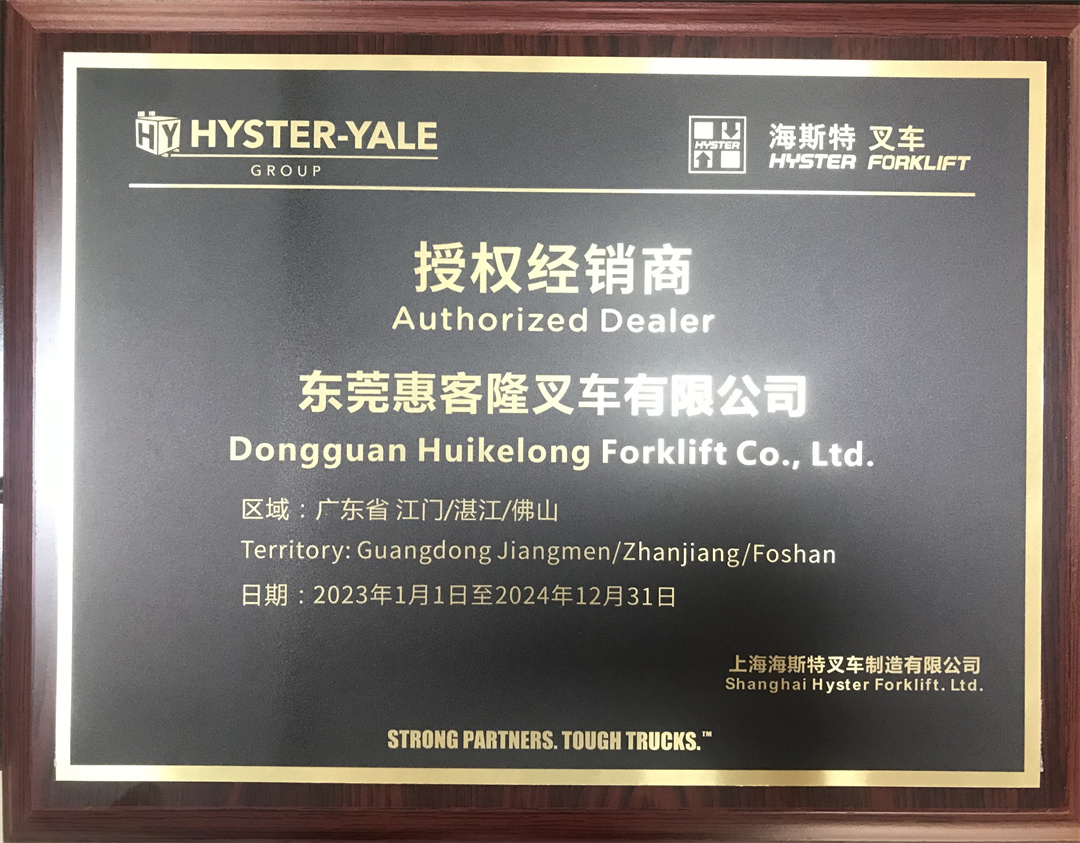 HY HYSTER-YALE
GROUP
HYSTER
海斯特 叉车
HYSTER FORKLIFT
授权经销商
Authorized Dealer
东莞惠客隆叉车有限公司
Dongguan Huikelong Forklift Co., Ltd.
区域：广东省 江门/湛江/佛山
Territory: Guangdong Jiangmen/Zhanjiang/Foshan
日期：2023年1月1日至2024年12月31日
上海海斯特叉车制造有限公司
Shanghai Hyster Forklift. Ltd.
STRONG PARTNERS. TOUGH TRUCKS.™